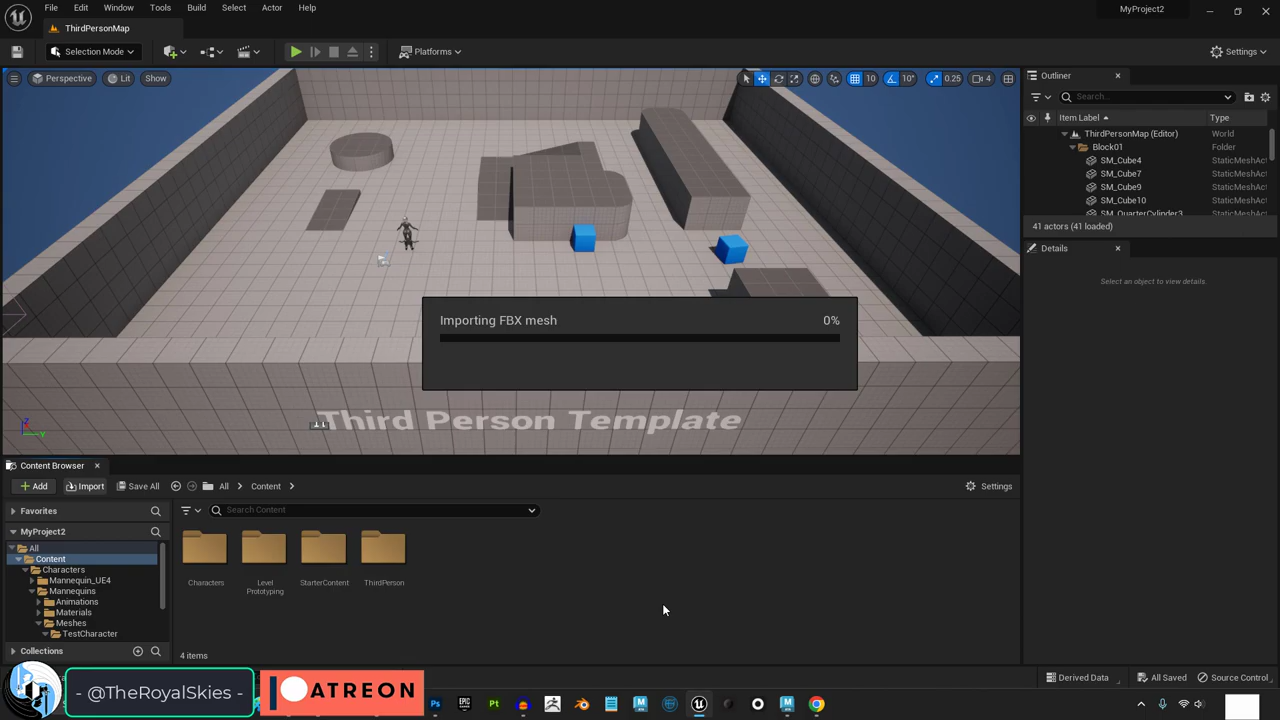 File Edit Window Tools Build Select Actor Help
MyProject2
ThirdPersonMap
Selection Mode
Platforms
Settings
Perspective
Lit
Show
10
10°
0.25
4
Outliner
Search...
Item Label
Type
ThirdPersonMap (Editor)
World
Block01
Folder
SM_Cube4
StaticMeshAct
SM_Cube7
StaticMeshAct
SM_Cube9
StaticMeshAct
SM_Cube10
StaticMeshAct
SM_QuarterCylinder3
StaticMeshAct
41 actors (41 loaded)
Details
Select an object to view details.
Importing FBX mesh
0%
Third Person Template
Content Browser
Add
Import
Save All
All
Content
Settings
Favorites
MyProject2
All
Content
Characters
Mannequin_UE4
Mannequins
Animations
Materials
Meshes
TestCharacter
Collections
Search Content
Characters
Level
Prototyping
StarterContent
ThirdPerson
4 items
Derived Data
All Saved
Source Control
- @TheRoyalSkies -
PATREON
Ps
EPIC
Pt
M
M